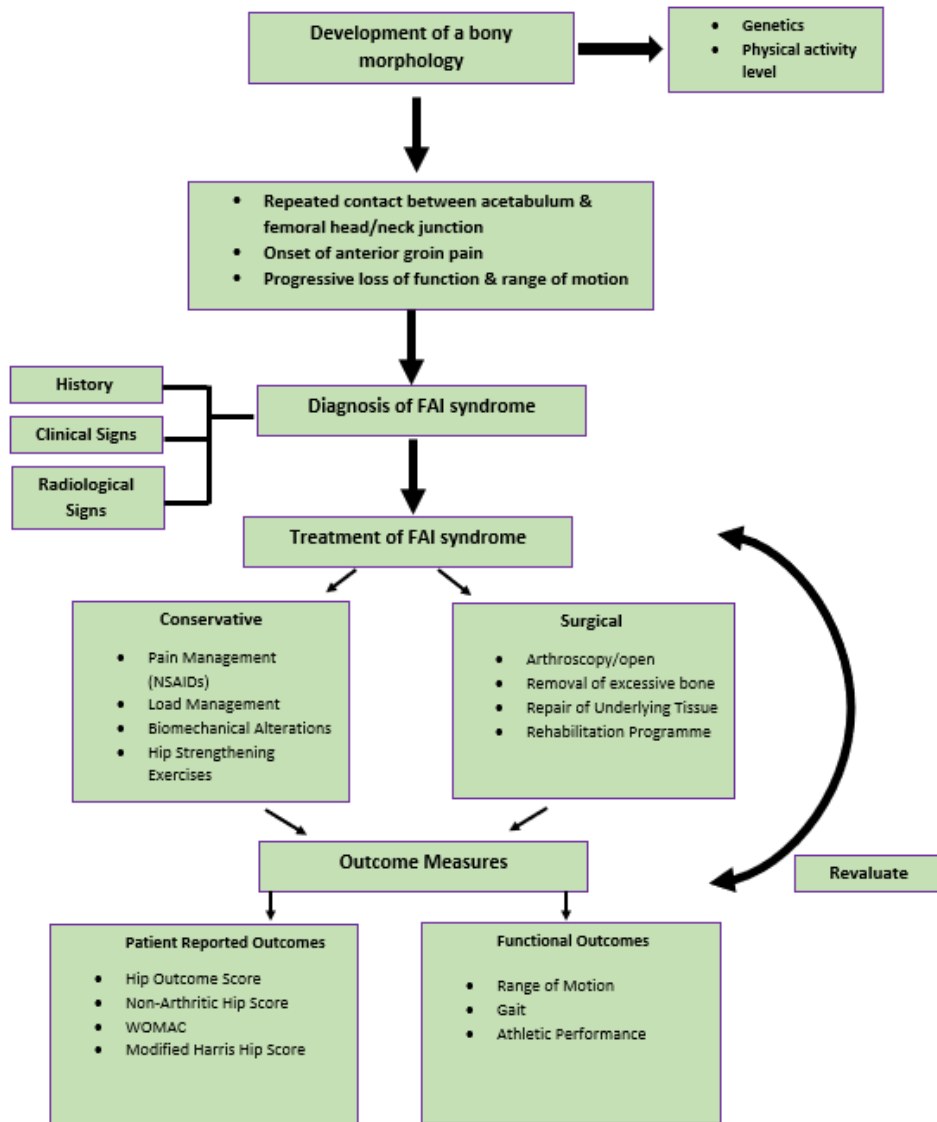 Development of a bony
morphology
• Genetics
• Physical activity
level
• Repeated contact between acetabulum &
femoral head/neck junction
• Onset of anterior groin pain
• Progressive loss of function & range of motion
History
Clinical Signs
Radiological
Signs
Diagnosis of FAI syndrome
Treatment of FAI syndrome
Conservative
• Pain Management
(NSAIDs)
• Load Management
• Biomechanical Alterations
• Hip Strengthening
Exercises
Surgical
• Arthroscopy/open
• Removal of excessive bone
• Repair of Underlying Tissue
• Rehabilitation Programme
Outcome Measures
Revaluate
Patient Reported Outcomes
• Hip Outcome Score
• Non-Arthritic Hip Score
• WOMAC
• Modified Harris Hip Score
Functional Outcomes
• Range of Motion
• Gait
• Athletic Performance